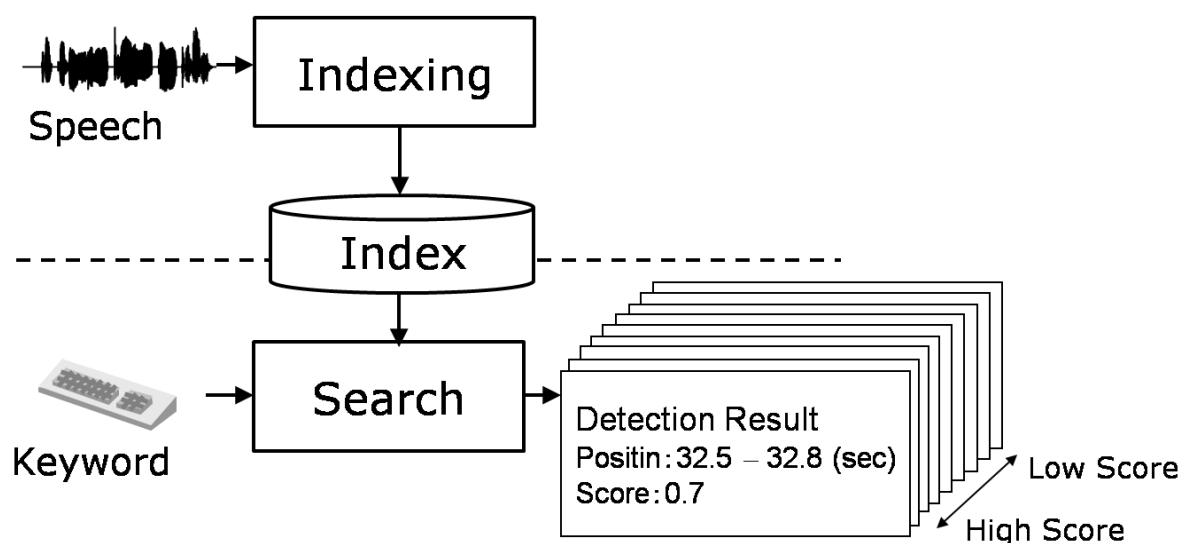 Indexing
Speech
Index
Search
Keyword
Detection Result
Positin:32.5 – 32.8 (sec)
Score:0.7
Low Score
High Score